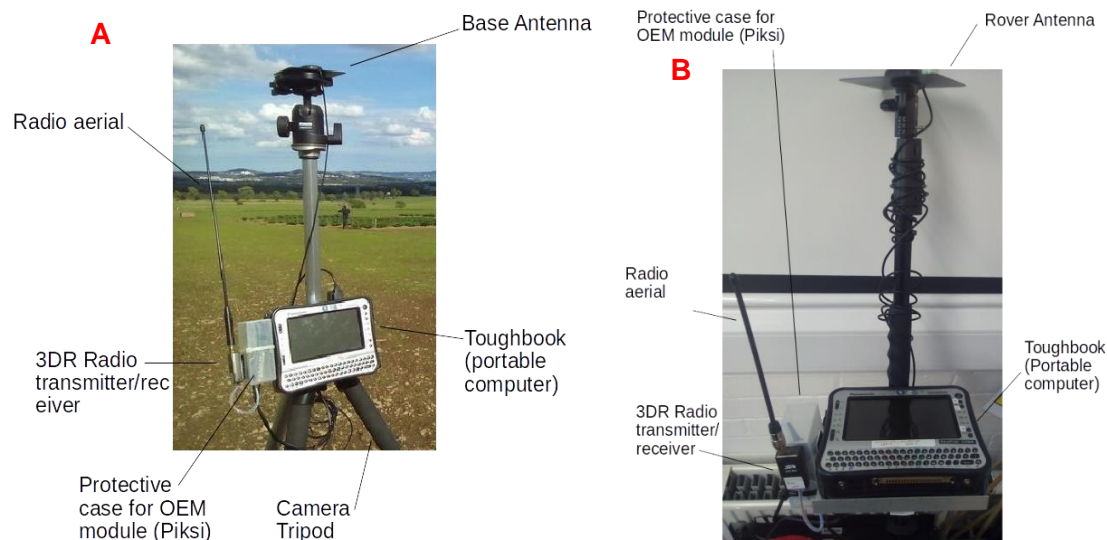 A
Base Antenna
Radio aerial
3DR Radio
transmitter/rec
eiver
Toughbook
(portable
computer)
Protective
case for OEM
module (Piksi)
Camera
Tripod
Protective case for
OEM module (Piksi)
Rover Antenna
B
Radio
aerial
Toughbook
(Portable
computer)
3DR Radio
transmitter/
receiver